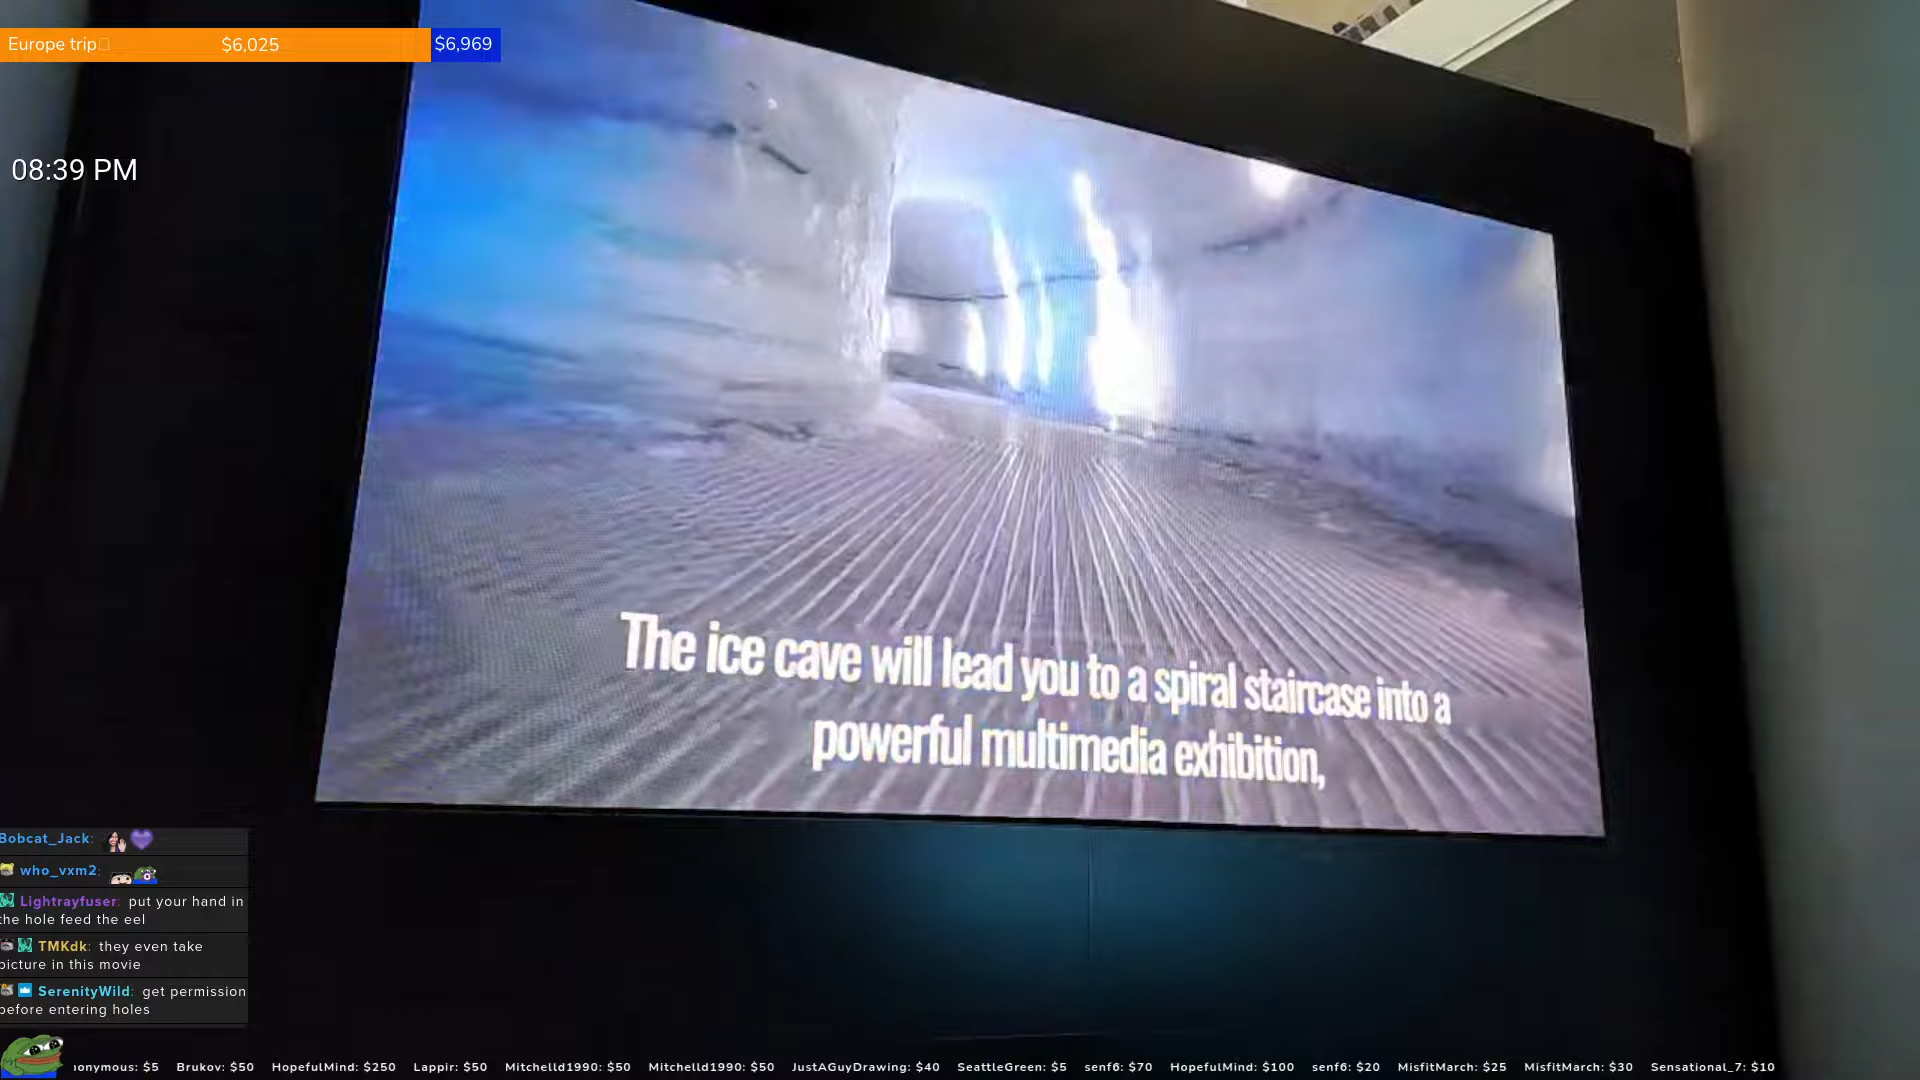 Europe trip
$6,025
$6,969
08:39 PM
The ice cave will lead you to a spiral staircase into a
powerful multimedia exhibition,
Bobcat_Jack:
who_vxm2:
Lightrayfuser: put your hand in
the hole feed the eel
TMKdk: they even take
picture in this movie
SerenityWild: get permission
before entering holes
onymous: $5 Brukov: $50 HopefulMind: $250 Lappir: $50 Mitchelld1990: $50 Mitchelld1990: $50 JustAGuyDrawing: $40 SeattleGreen: $5 senf6: $70 HopefulMind: $100 senf6: $20 MisfitMarch: $25 MisfitMarch: $30 Sensational_7: $10